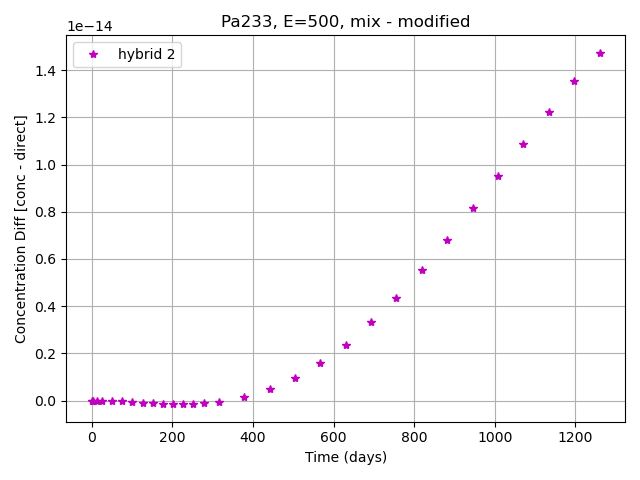 Pa233, E=500, mix - modified
1e−14
hybrid 2
Concentration Diff [conc - direct]
1.4
1.2
1.0
0.8
0.6
0.4
0.2
0.0
0 200 400 600 800 1000 1200
Time (days)